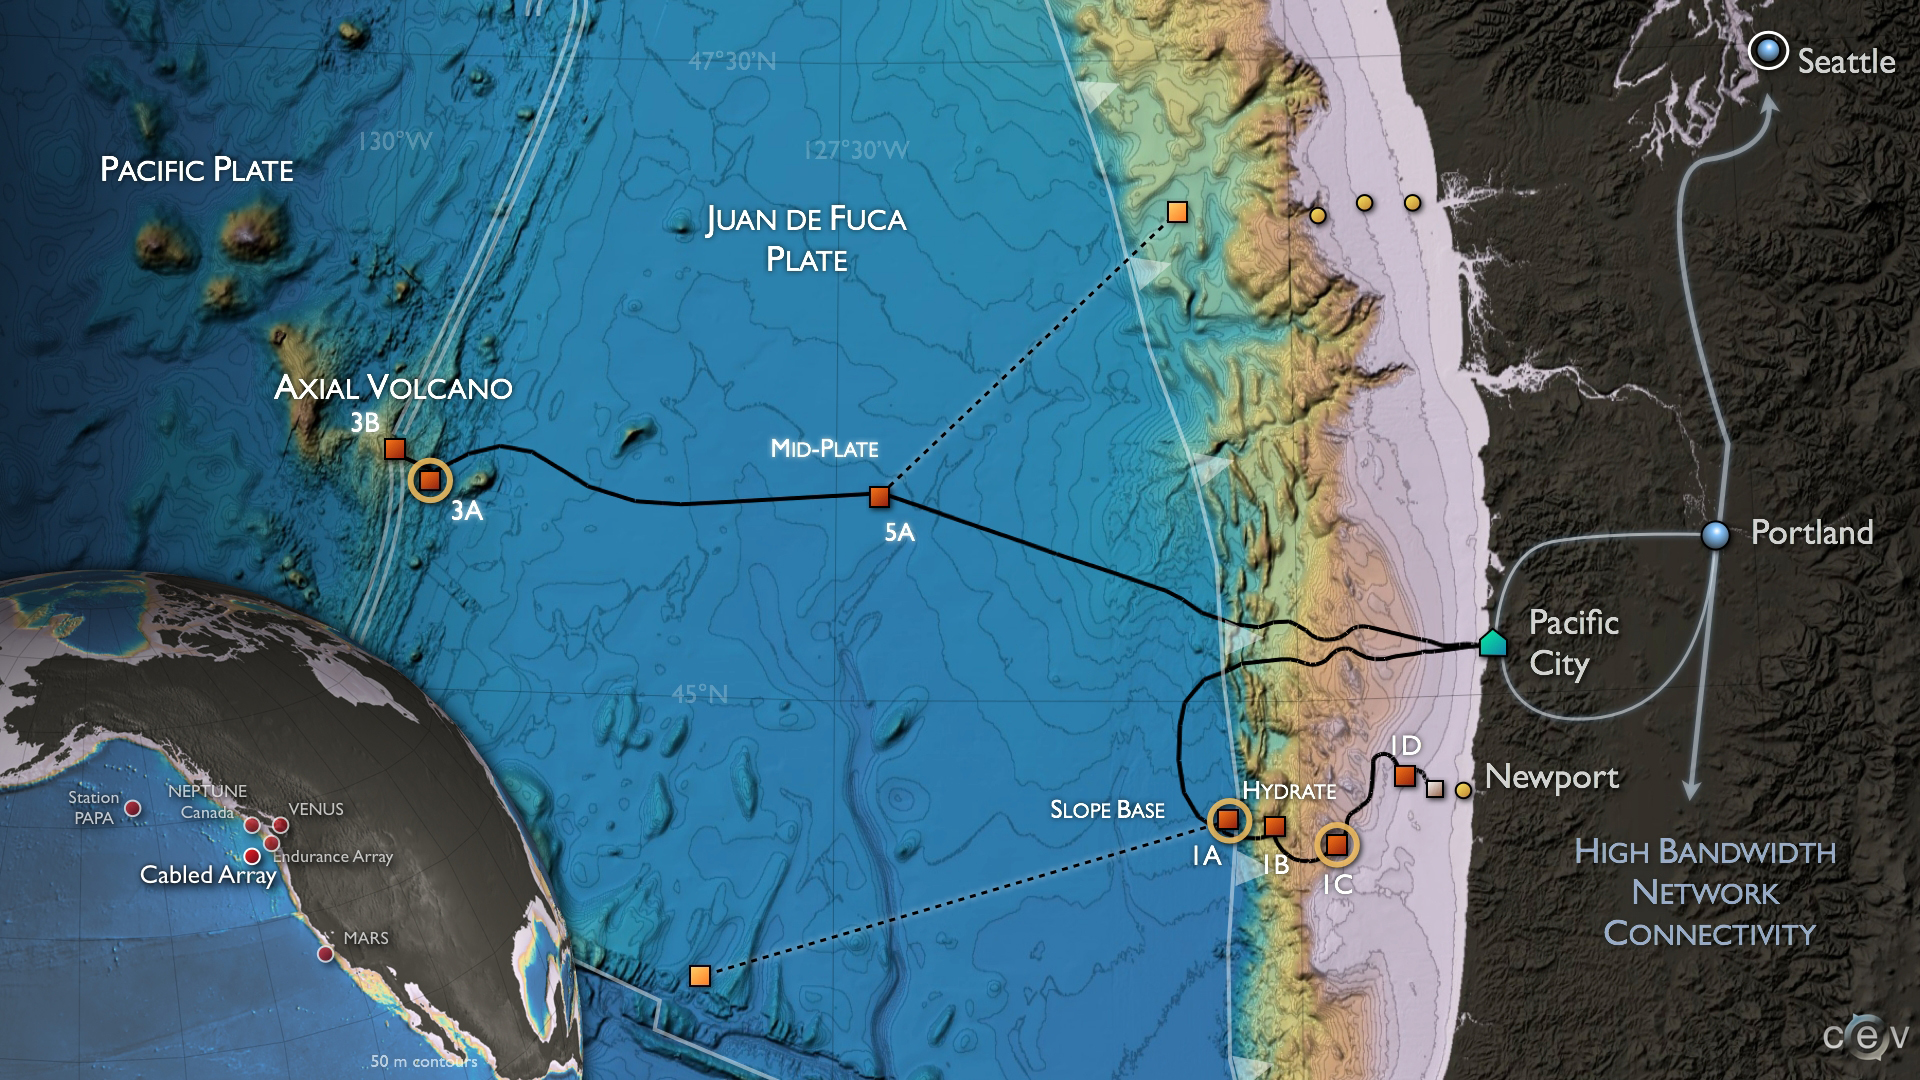 47°30'N
Seattle
130°W
127°30'W
PACIFIC PLATE
JUAN DE FUCA
PLATE
AXIAL VOLCANO
3B
MID-PLATE
3A
5A
Portland
Pacific
City
45°N
1D
Newport
HYDRATE
SLOPE BASE
1A
1B
1C
HIGH BANDWIDTH
NETWORK
CONNECTIVITY
Station
PAPA
NEPTUNE
Canada
VENUS
Endurance Array
Cabled Array
MARS
50 m contours
cev